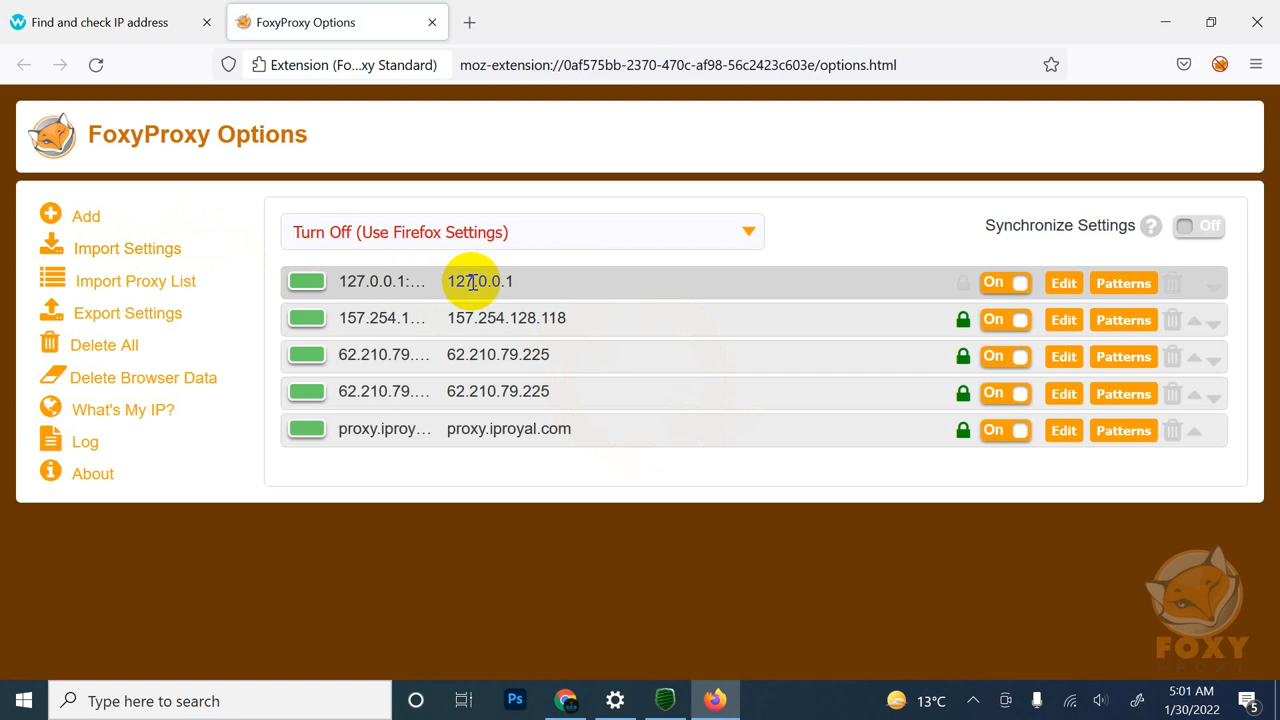 Find and check IP address
FoxyProxy Options
Extension (Fo...xy Standard)
moz-extension://0af575bb-2370-470c-af98-56c2423c603e/options.html
FoxyProxy Options
Add
Import Settings
Import Proxy List
Export Settings
Delete All
Delete Browser Data
What's My IP?
Log
About
Turn Off (Use Firefox Settings)
Synchronize Settings ? Off
127.0.0.1:... 127.0.0.1 On Edit Patterns
157.254.1... 157.254.128.118 On Edit Patterns
62.210.79.... 62.210.79.225 On Edit Patterns
62.210.79.... 62.210.79.225 On Edit Patterns
proxy.iproy... proxy.iproyal.com On Edit Patterns
FOXY
PROXY
Type here to search
Ps
13°C
5:01 AM
1/30/2022
5